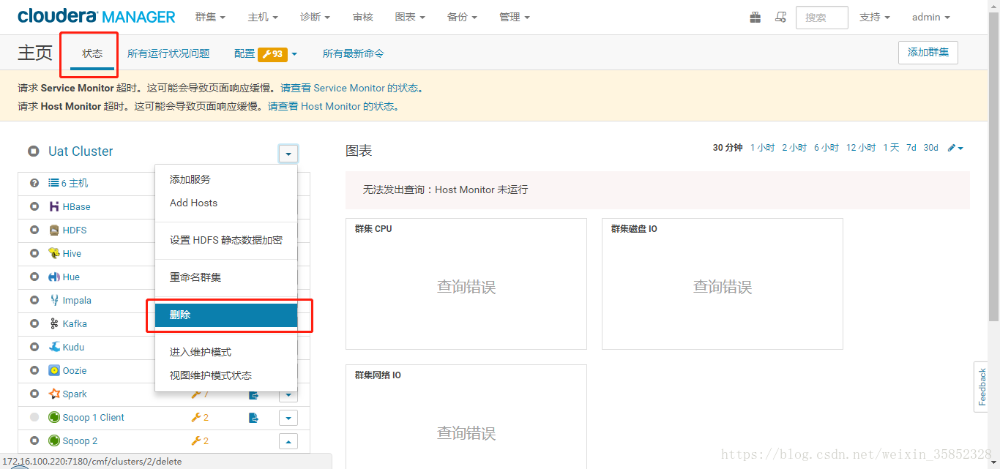 cloudera MANAGER 群集 主机 诊断 审核 图表 备份 管理 搜索 支持 admin
主页 状态 所有运行状况问题 配置 93 所有最新命令 添加群集
请求 Service Monitor 超时。这可能会导致页面响应缓慢。请查看 Service Monitor 的状态。
请求 Host Monitor 超时。这可能会导致页面响应缓慢。请查看 Host Monitor 的状态。
Uat Cluster
6 主机
HBase
HDFS
Hive
Hue
Impala
Kafka
Kudu
Oozie
Spark 7
Sqoop 1 Client 2
Sqoop 2 2
添加服务
Add Hosts
设置 HDFS 静态数据加密
重命名群集
删除
进入维护模式
视图维护模式状态
图表 30 分钟 1 小时 2 小时 6 小时 12 小时 1 天 7d 30d
无法发出查询：Host Monitor 未运行
群集 CPU
查询错误
群集磁盘 IO
查询错误
群集网络 IO
查询错误
Feedback
172.16.100.220:7180/cmf/clusters/2/delete
https://blog.csdn.net/weixin_35852328